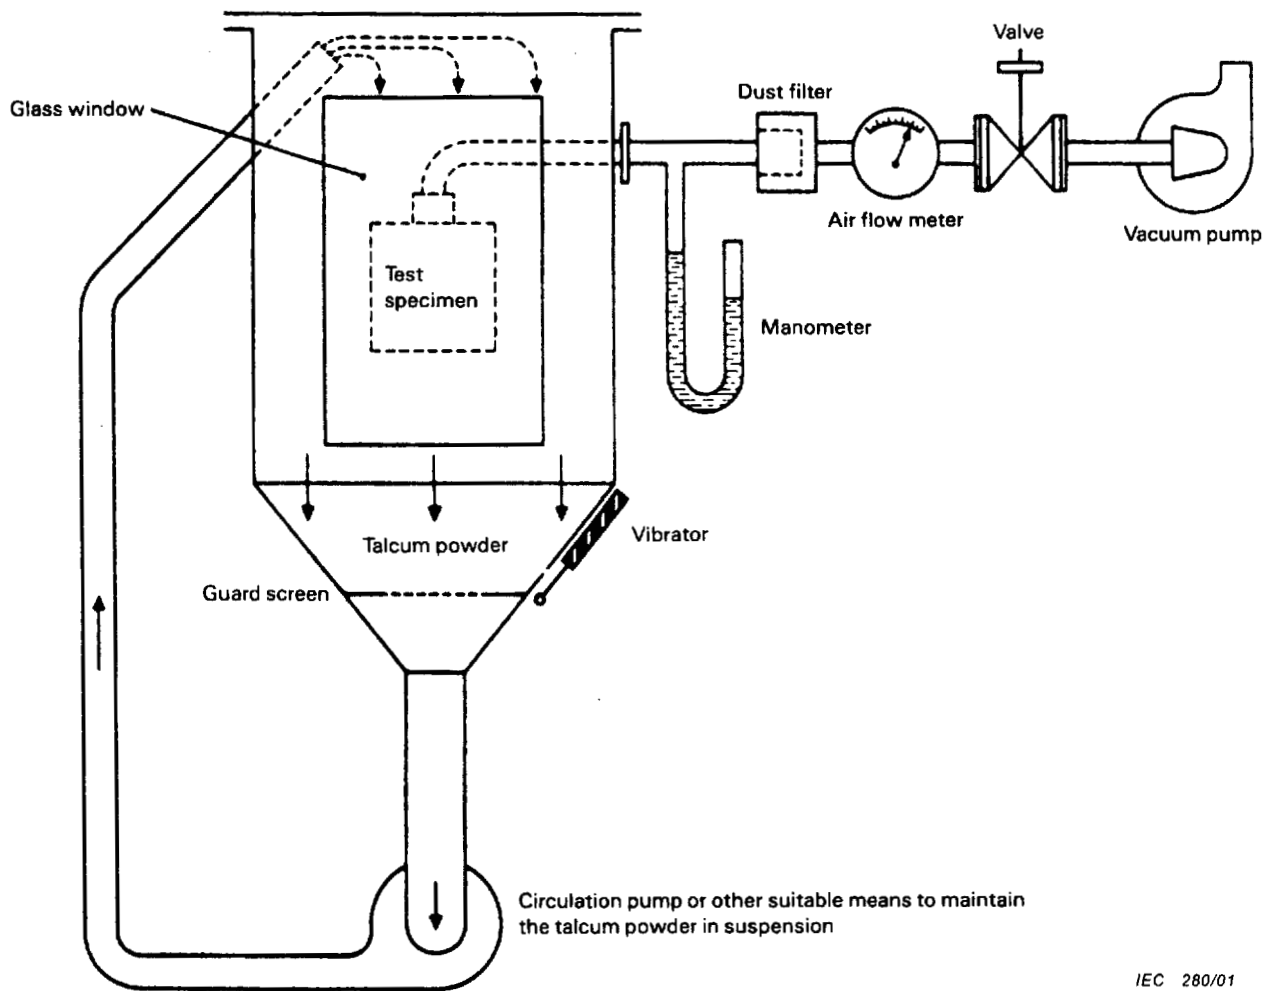 Valve
Dust filter
Glass window
Air flow meter
Vacuum pump
Test
specimen
Manometer
Vibrator
Talcum powder
Guard screen
Circulation pump or other suitable means to maintain
the talcum powder in suspension
IEC 280/01